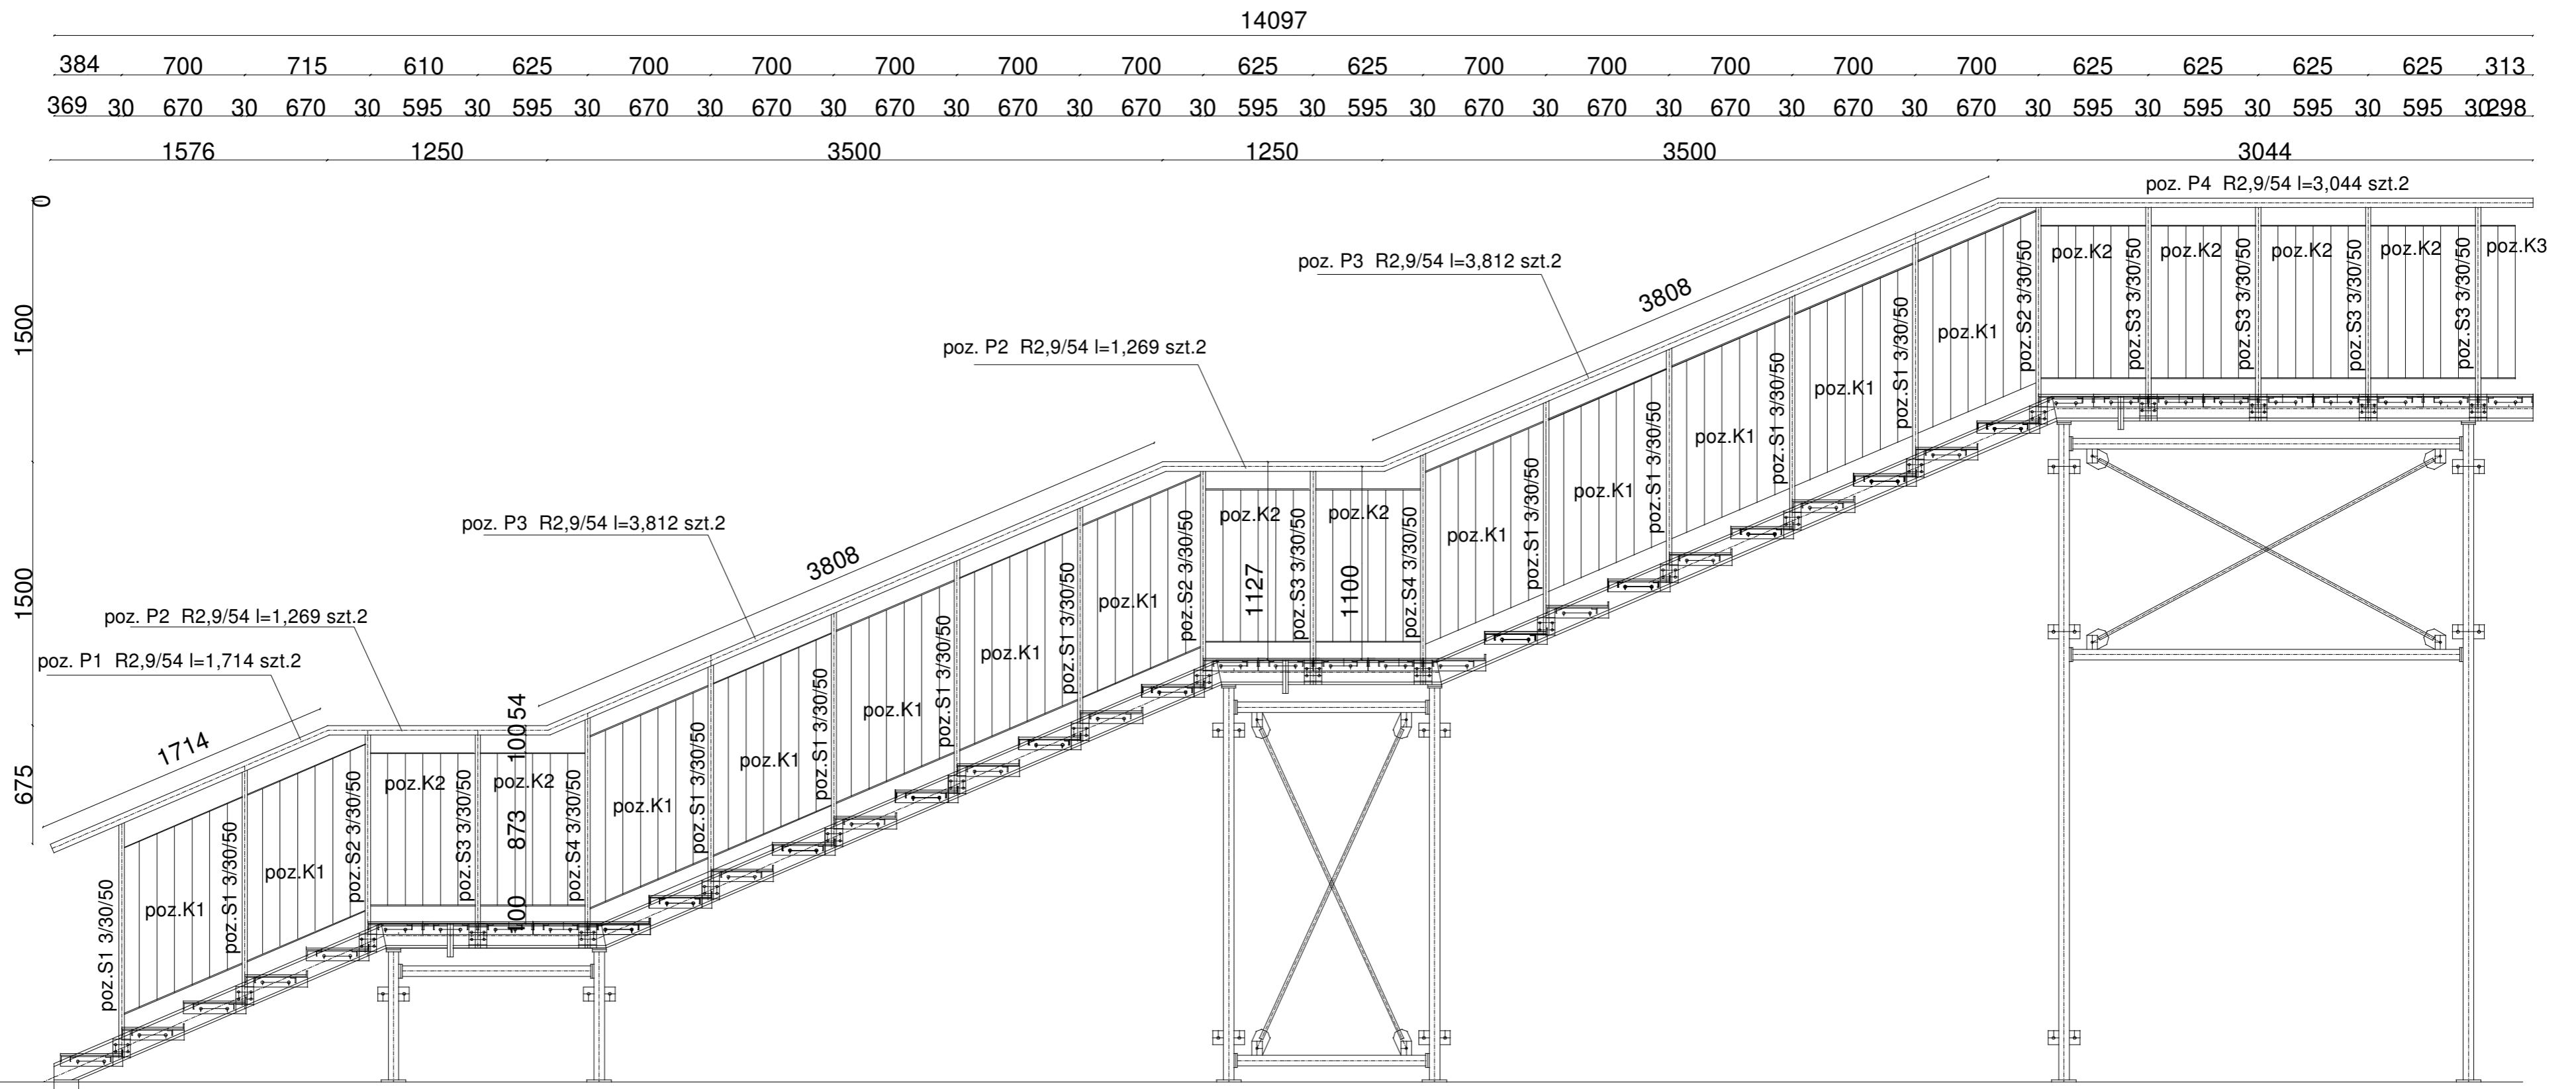 14097
384 700 715 610 625 700 700 700 700 700 625 625 700 700 700 700 700 625 625 625 625 313
369 30 670 30 670 30 595 30 595 30 670 30 670 30 670 30 670 30 670 30 595 30 595 30 670 30 670 30 670 30 670 30 670 30 595 30 595 30 595 30 595 30 298
1576 1250 3500 1250 3500 3044
0
1500
1500
675
poz. P4 R2,9/54 l=3,044 szt.2
poz. P3 R2,9/54 l=3,812 szt.2
3808
poz. P2 R2,9/54 l=1,269 szt.2
poz. P3 R2,9/54 l=3,812 szt.2
3808
poz. P2 R2,9/54 l=1,269 szt.2
poz. P1 R2,9/54 l=1,714 szt.2
1714
poz.S1 3/30/50
poz.K1
poz.S1 3/30/50
poz.K1
poz.S2 3/30/50
poz.K2
poz.S3 3/30/50
poz.K2
54
100
873
100
poz.S4 3/30/50
poz.K1
poz.S1 3/30/50
poz.K1
poz.S1 3/30/50
poz.K1
poz.S1 3/30/50
poz.K1
poz.S1 3/30/50
poz.K1
poz.S2 3/30/50
poz.K2
1127
poz.S3 3/30/50
poz.K2
1100
poz.S4 3/30/50
poz.K1
poz.S1 3/30/50
poz.K1
poz.S1 3/30/50
poz.K1
poz.S1 3/30/50
poz.K1
poz.S1 3/30/50
poz.K1
poz.S2 3/30/50
poz.K2
poz.S3 3/30/50
poz.K2
poz.S3 3/30/50
poz.K2
poz.S3 3/30/50
poz.K2
poz.S3 3/30/50
poz.K3